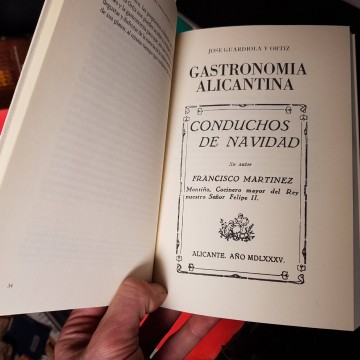 JOSE GUARDIOLA Y ORTIZ
GASTRONOMIA
ALICANTINA
CONDUCHOS
DE NAVIDAD
Su autor
FRANCISCO MARTINEZ
Montiña, Cocinero mayor del Rey
nuestro Señor Felipe II.
ALICANTE. AÑO MDLXXXV.
34